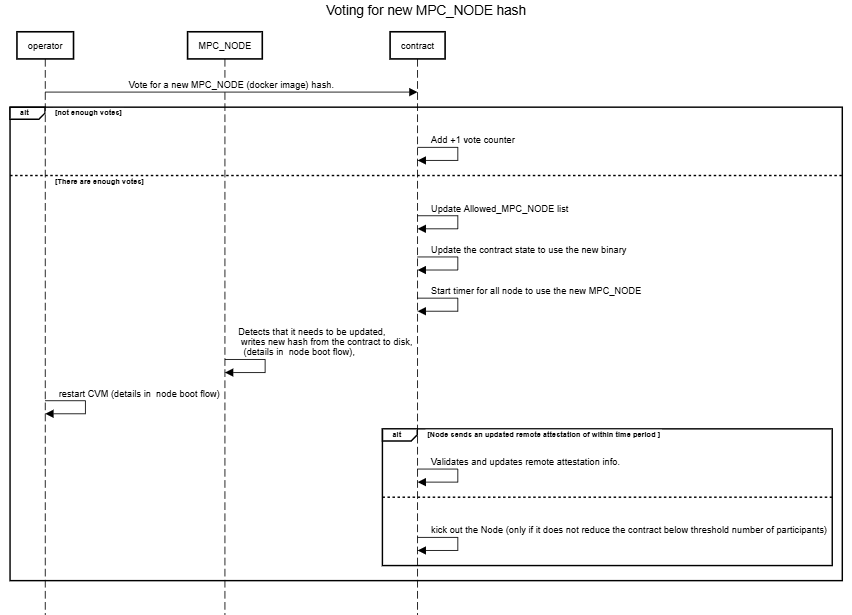 Voting for new MPC_NODE hash
operator
MPC_NODE
contract
Vote for a new MPC_NODE (docker image) hash.
alt
[not enough votes]
Add +1 vote counter
[There are enough votes]
Update Allowed_MPC_NODE list
Update the contract state to use the new binary
Start timer for all node to use the new MPC_NODE
Detects that it needs to be updated,
writes new hash from the contract to disk,
(details in node boot flow),
restart CVM (details in node boot flow)
alt
[Node sends an updated remote attestation of within time period ]
Validates and updates remote attestation info.
kick out the Node (only if it does not reduce the contract below threshold number of participants)